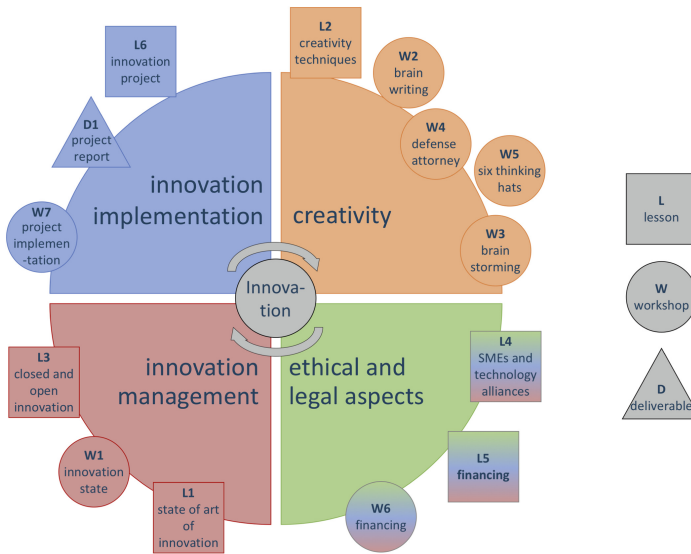 L6
innovation
project
D1
project
report
W7
project
implemen
-tation
innovation
implementation
L2
creativity
techniques
W2
brain
writing
W4
defense
attorney
W5
six thinking
hats
W3
brain
storming
creativity
Innova-
tion
L3
closed and
open
innovation
W1
innovation
state
L1
state of art
of
innovation
innovation
management
ethical and
legal aspects
L4
SMEs and
technology
alliances
L5
financing
W6
financing
L
lesson
W
workshop
D
deliverable